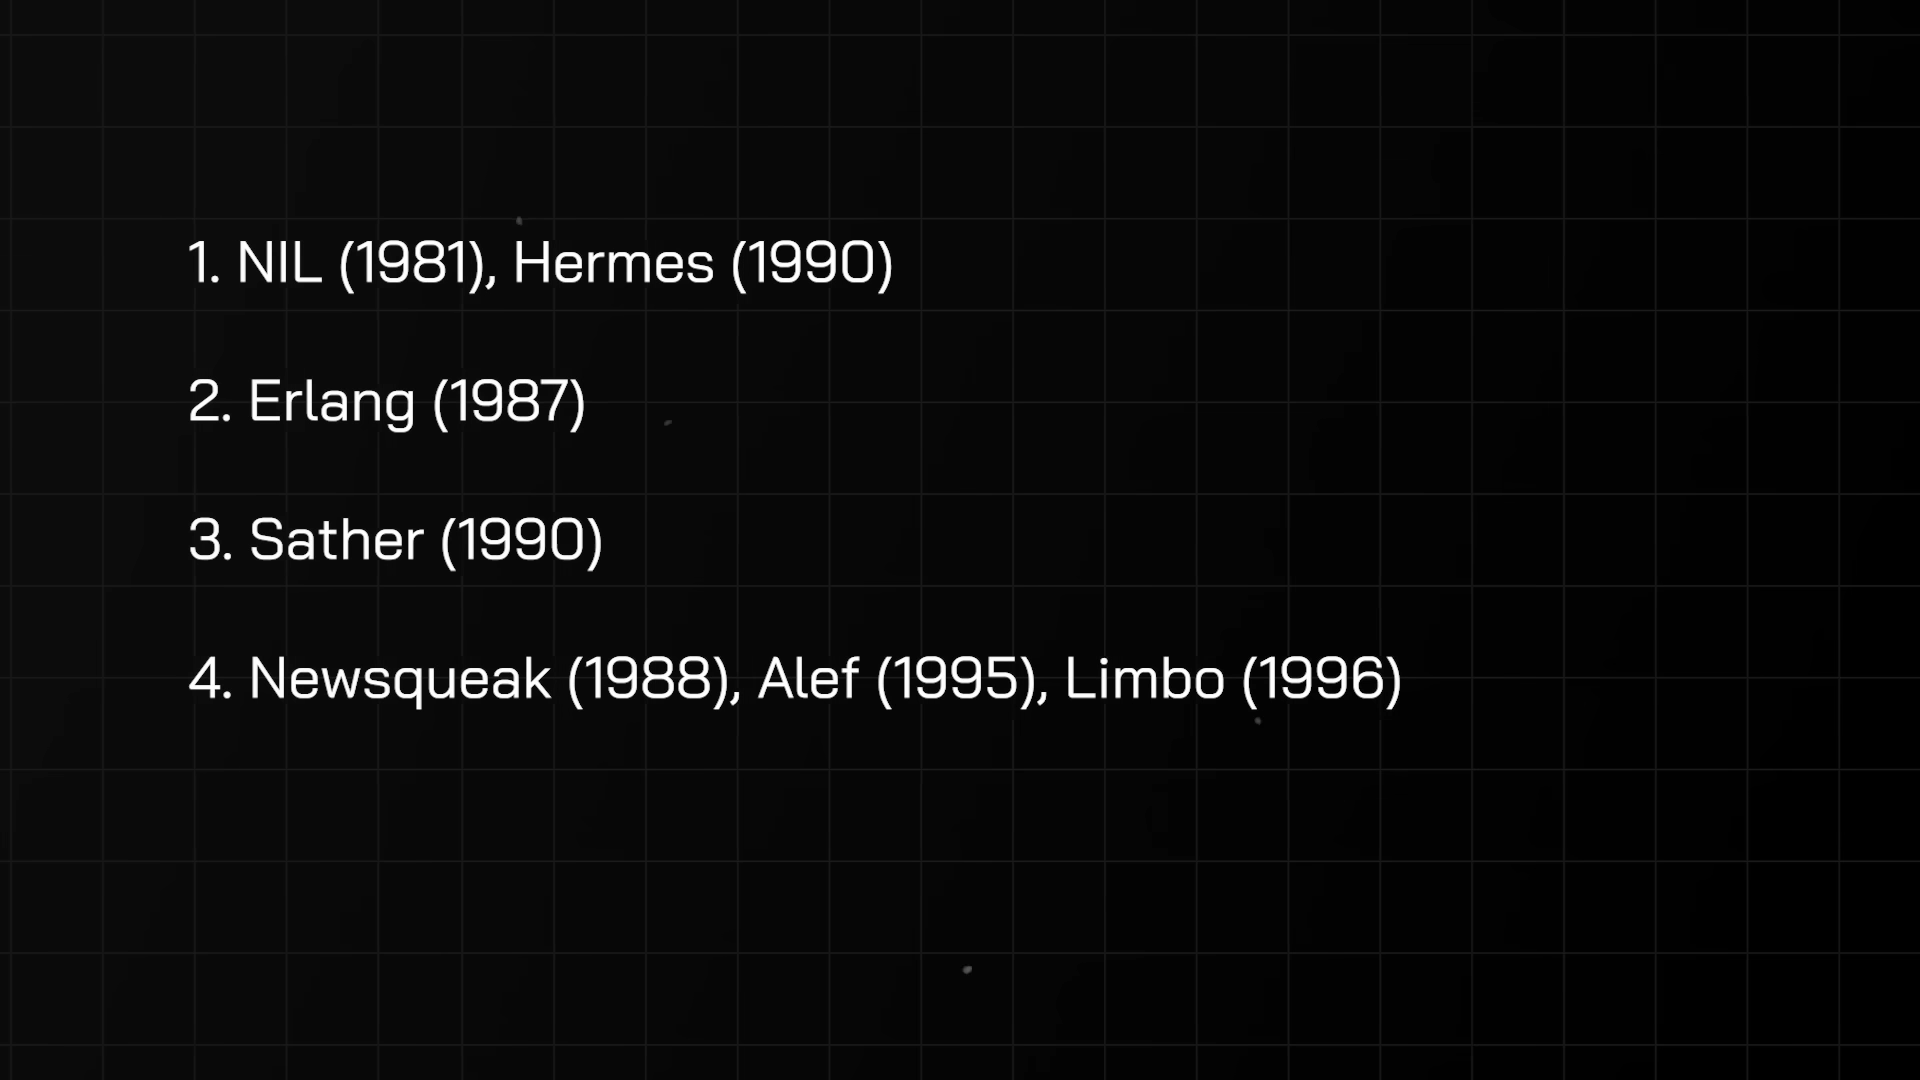 1. NIL (1981), Hermes (1990)
2. Erlang (1987)
3. Sather (1990)
4. Newsqueak (1988), Alef (1995), Limbo (1996)